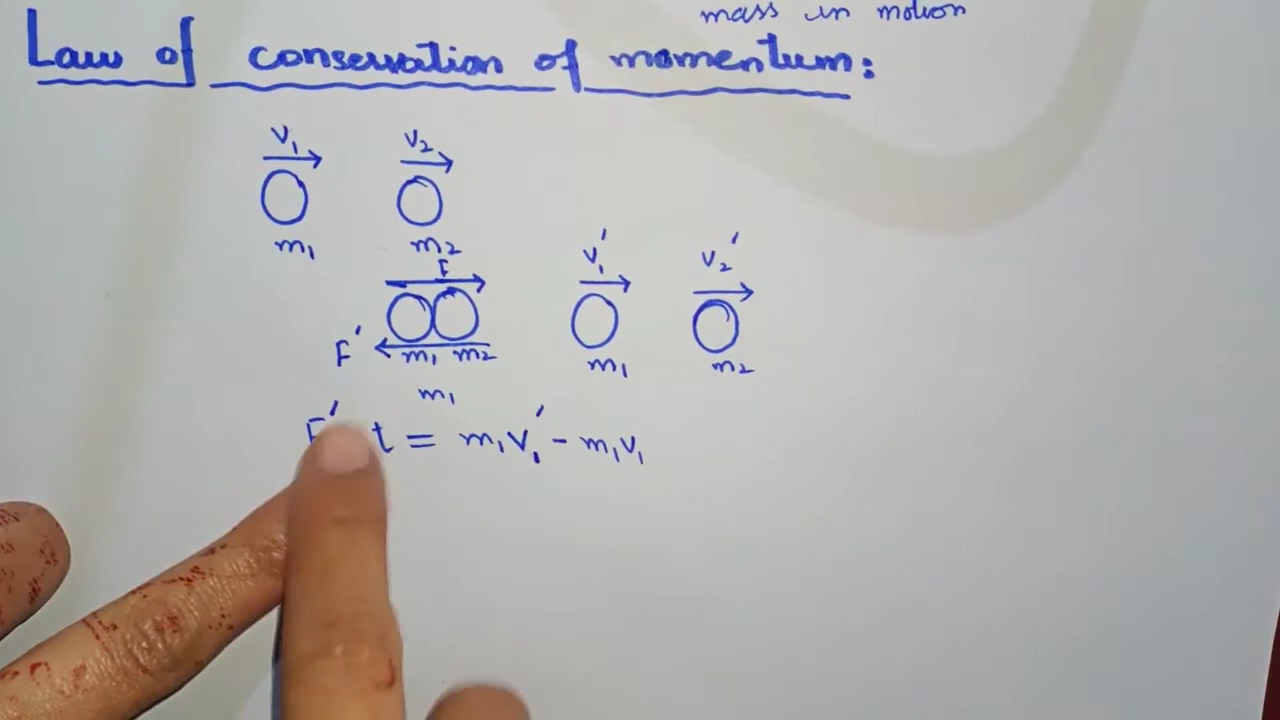 mass in motion
Law of conservation of momentum:
V₁ V₂
m₁ m₂
F V₁′ V₂′
F′ m₁ m₂ m₁ m₂
m₁
F′ t = m₁v₁′ - m₁v₁